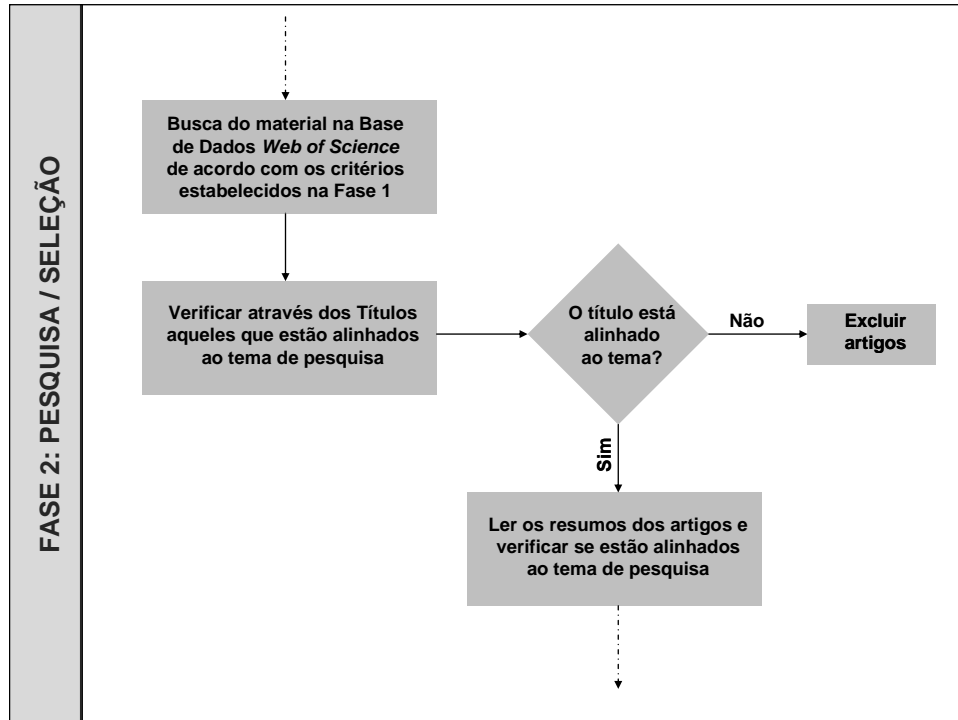 FASE 2: PESQUISA / SELEÇÃO
Busca do material na Base
de Dados Web of Science
de acordo com os critérios
estabelecidos na Fase 1
Verificar através dos Títulos
aqueles que estão alinhados
ao tema de pesquisa
O título está
alinhado
ao tema?
Não
Excluir
artigos
Sim
Ler os resumos dos artigos e
verificar se estão alinhados
ao tema de pesquisa